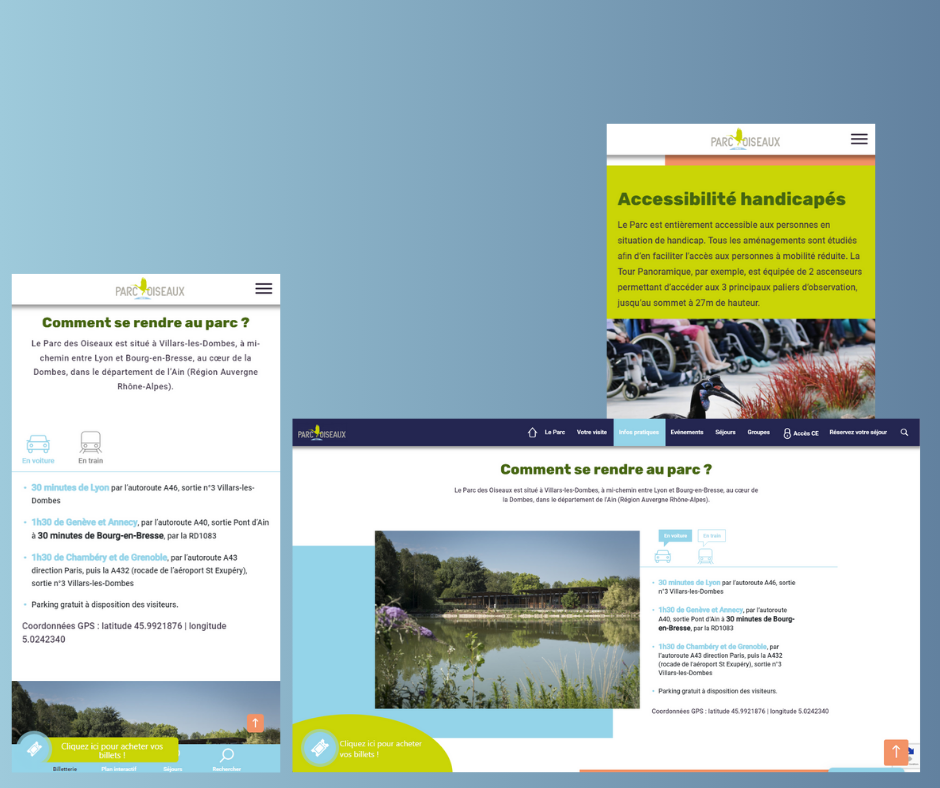 PARC OISEAUX
Accessibilité handicapés
Le Parc est entièrement accessible aux personnes en
situation de handicap. Tous les aménagements sont étudiés
afin d'en faciliter l'accès aux personnes à mobilité réduite. La
Tour Panoramique, par exemple, est équipée de 2 ascenseurs
permettant d'accéder aux 3 principaux paliers d'observation,
jusqu'au sommet à 27m de hauteur.
PARC OISEAUX
Comment se rendre au parc ?
Le Parc des Oiseaux est situé à Villars-les-Dombes, à mi-
chemin entre Lyon et Bourg-en-Bresse, au cœur de la
Dombes, dans le département de l'Ain (Région Auvergne
Rhône-Alpes).
En voiture
En train
30 minutes de Lyon par l'autoroute A46, sortie n°3 Villars-les-
Dombes
1h30 de Genève et Annecy, par l'autoroute A40, sortie Pont d'Ain
à 30 minutes de Bourg-en-Bresse, par la RD1083
1h30 de Chambéry et de Grenoble, par l'autoroute A43
direction Paris, puis la A432 (rocade de l'aéroport St Exupéry),
sortie n°3 Villars-les-Dombes
Parking gratuit à disposition des visiteurs.
Coordonnées GPS : latitude 45.9921876 | longitude
5.0242340
Cliquez ici pour acheter vos
billets !
Billetterie
Plan interactif
Séjours
Rechercher
PARC OISEAUX
Le Parc
Votre visite
Infos pratiques
Evénements
Séjours
Groupes
Accès CE
Réservez votre séjour
Comment se rendre au parc ?
Le Parc des Oiseaux est situé à Villars-les-Dombes, à mi-chemin entre Lyon et Bourg-en-Bresse, au cœur de
la Dombes, dans le département de l'Ain (Région Auvergne Rhône-Alpes).
En voiture
En train
30 minutes de Lyon par l'autoroute A46, sortie
n°3 Villars-les-Dombes
1h30 de Genève et Annecy, par l'autoroute
A40, sortie Pont d'Ain à 30 minutes de Bourg-
en-Bresse, par la RD1083
1h30 de Chambéry et de Grenoble, par
l'autoroute A43 direction Paris, puis la A432
(rocade de l'aéroport St Exupéry), sortie n°3
Villars-les-Dombes
Parking gratuit à disposition des visiteurs.
Coordonnées GPS : latitude 45.9921876 | longitude 5.0242340
Cliquez ici pour acheter
vos billets !